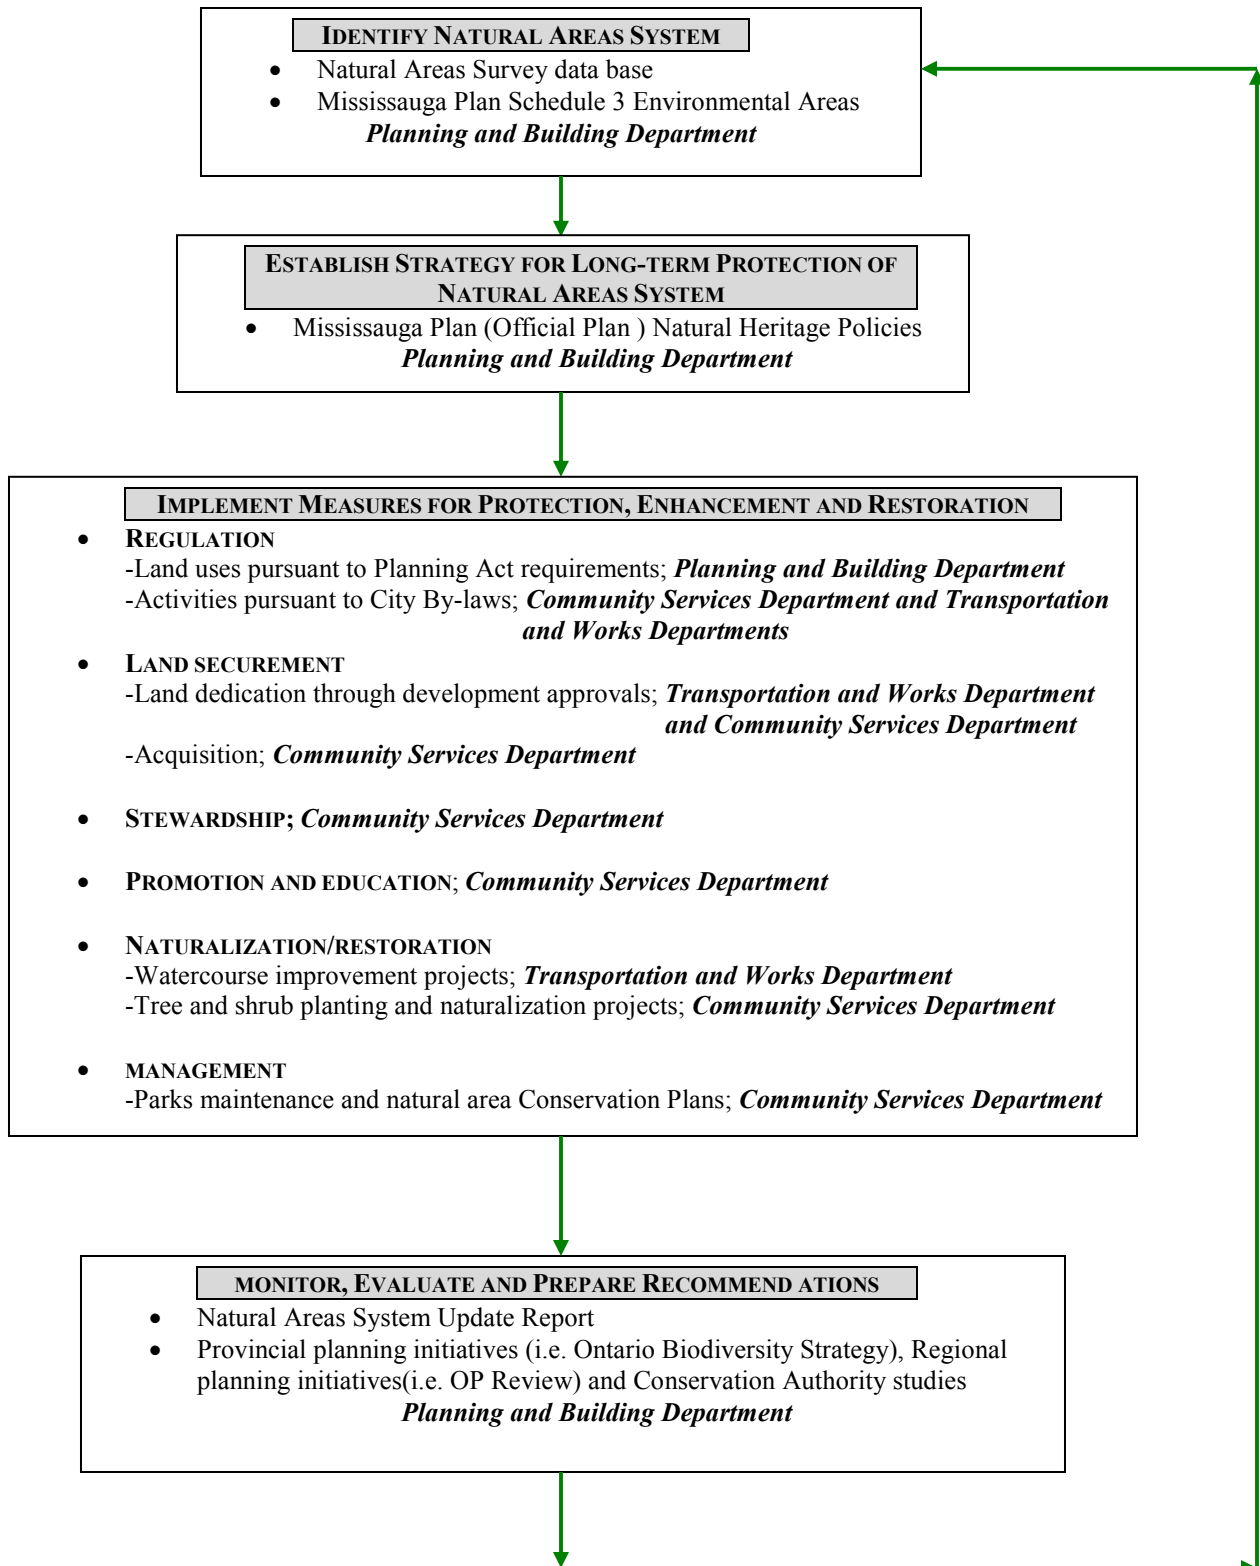 IDENTIFY NATURAL AREAS SYSTEM
• Natural Areas Survey data base
• Mississauga Plan Schedule 3 Environmental Areas
Planning and Building Department
ESTABLISH STRATEGY FOR LONG-TERM PROTECTION OF
NATURAL AREAS SYSTEM
• Mississauga Plan (Official Plan ) Natural Heritage Policies
Planning and Building Department
IMPLEMENT MEASURES FOR PROTECTION, ENHANCEMENT AND RESTORATION
• REGULATION
-Land uses pursuant to Planning Act requirements; Planning and Building Department
-Activities pursuant to City By-laws; Community Services Department and Transportation
and Works Departments
• LAND SECUREMENT
-Land dedication through development approvals; Transportation and Works Department
and Community Services Department
-Acquisition; Community Services Department
• STEWARDSHIP; Community Services Department
• PROMOTION AND EDUCATION; Community Services Department
• NATURALIZATION/RESTORATION
-Watercourse improvement projects; Transportation and Works Department
-Tree and shrub planting and naturalization projects; Community Services Department
• MANAGEMENT
-Parks maintenance and natural area Conservation Plans; Community Services Department
MONITOR, EVALUATE AND PREPARE RECOMMEND ATIONS
• Natural Areas System Update Report
• Provincial planning initiatives (i.e. Ontario Biodiversity Strategy), Regional
planning initiatives(i.e. OP Review) and Conservation Authority studies
Planning and Building Department